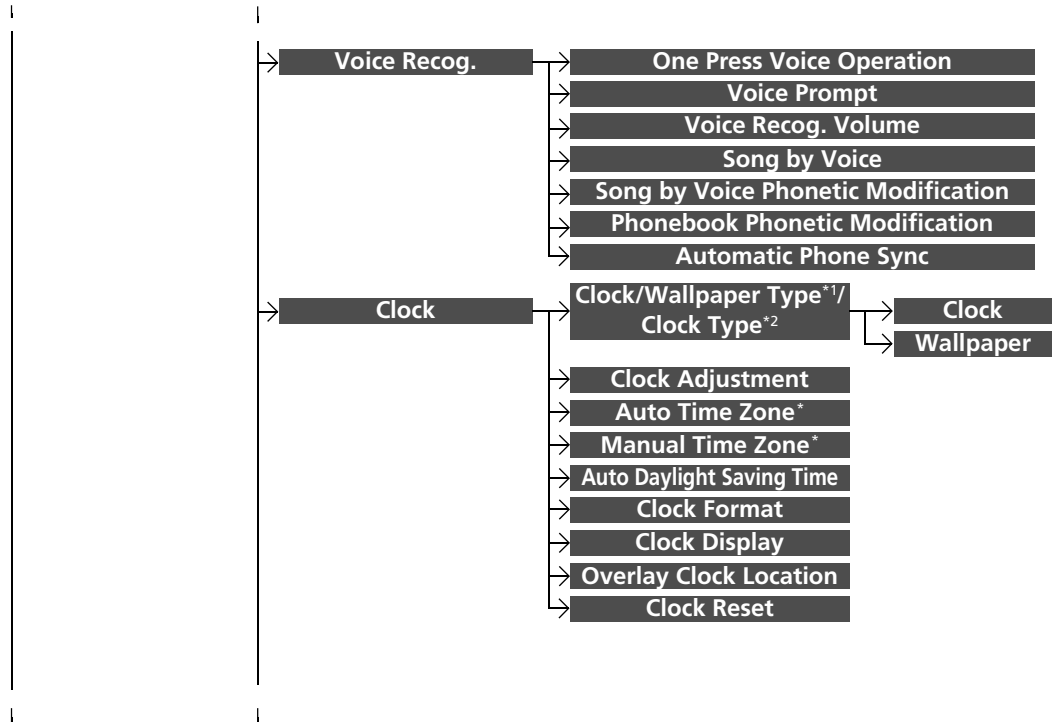 Voice Recog.
One Press Voice Operation
Voice Prompt
Voice Recog. Volume
Song by Voice
Song by Voice Phonetic Modification
Phonebook Phonetic Modification
Automatic Phone Sync
Clock
Clock/Wallpaper Type*1/
Clock Type*2
Clock
Wallpaper
Clock Adjustment
Auto Time Zone*
Manual Time Zone*
Auto Daylight Saving Time
Clock Format
Clock Display
Overlay Clock Location
Clock Reset